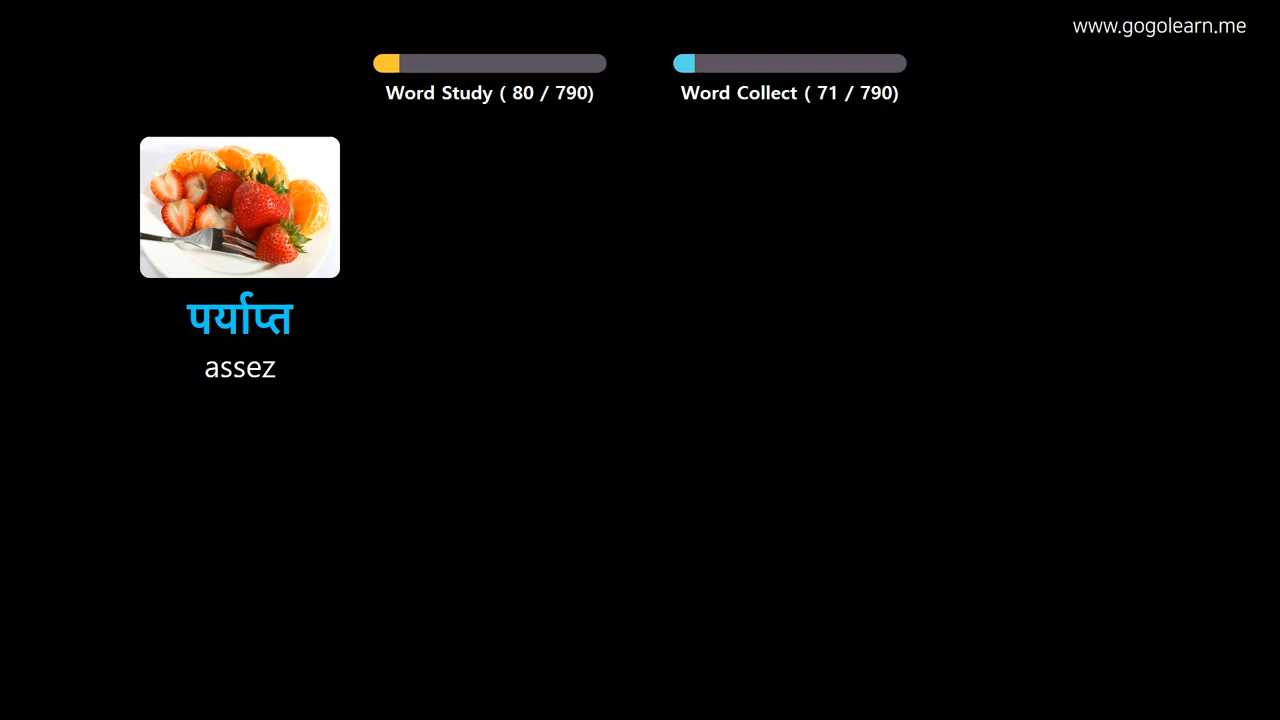 www.gogolearn.me
Word Study ( 80 / 790)
Word Collect ( 71 / 790)
पर्याप्त
assez